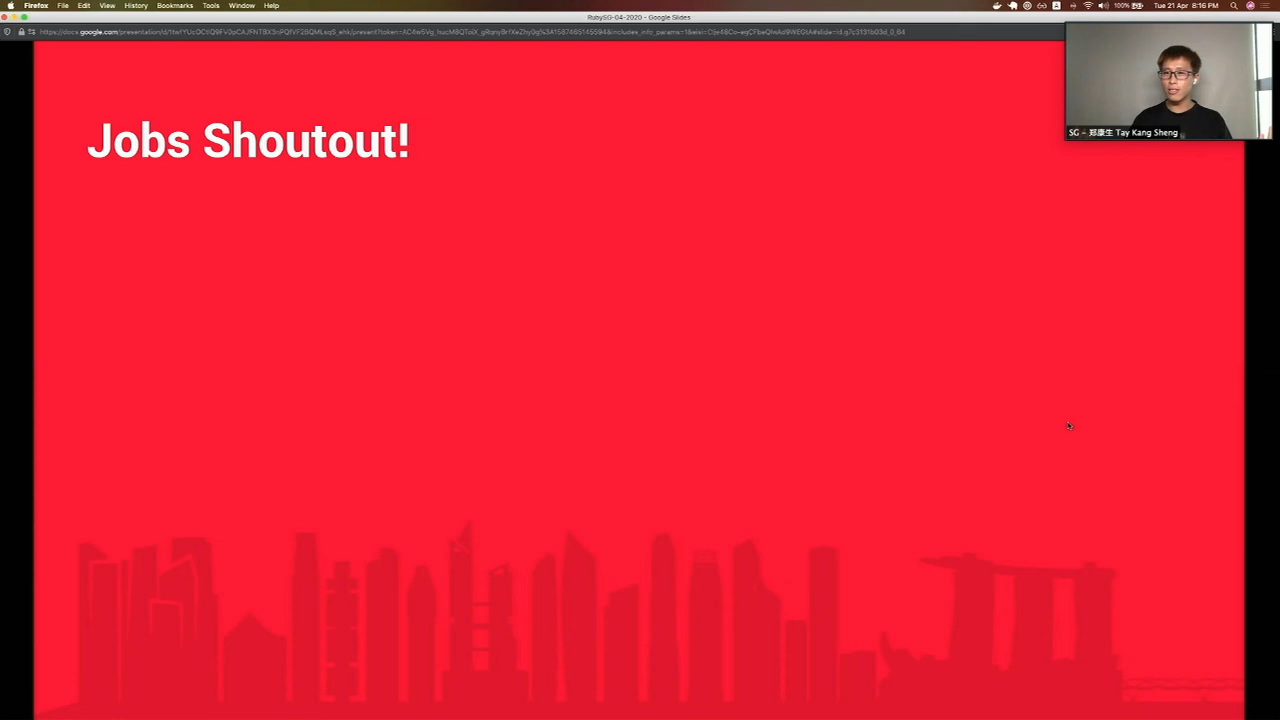 Firefox File Edit View History Bookmarks Tools Window Help
100%
Tue 21 Apr 8:16 PM
RubySG-04-2020 - Google Slides
Jobs Shoutout!
SG – 郑康生 Tay Kang Sheng